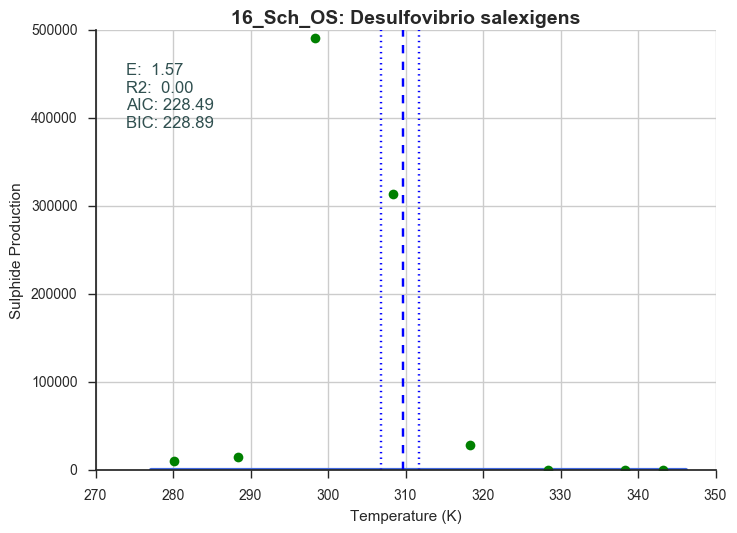 16_Sch_OS: Desulfovibrio salexigens
500000
E:  1.57
R2:  0.00
AIC: 228.49
BIC: 228.89
400000
300000
Sulphide Production
200000
100000
0
270 280 290 300 310 320 330 340 350
Temperature (K)